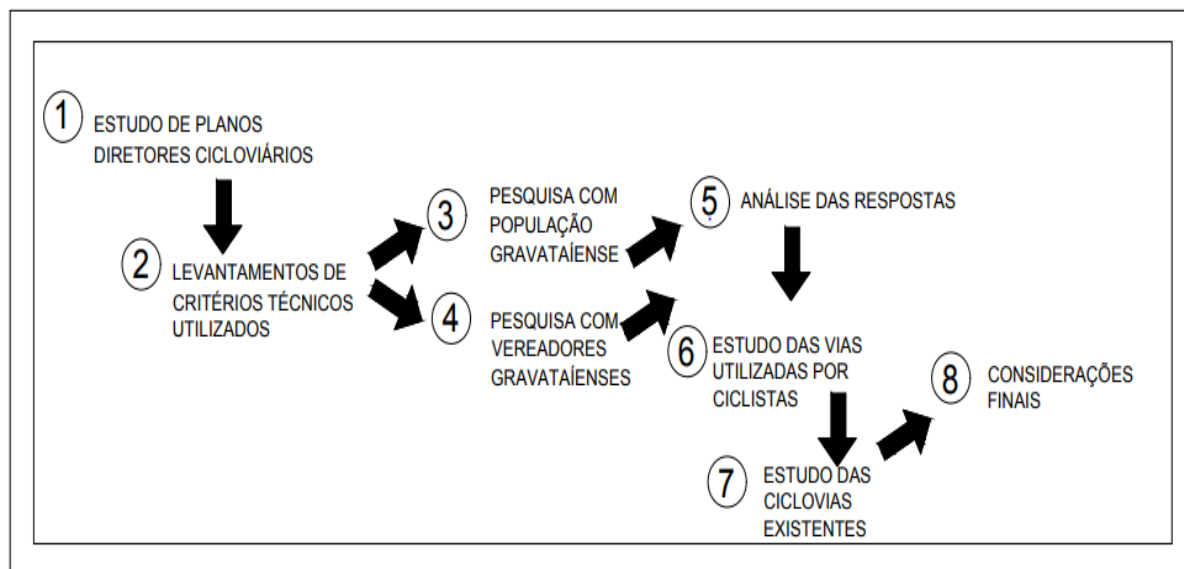 1
ESTUDO DE PLANOS
DIRETORES CICLOVIÁRIOS
2
LEVANTAMENTOS DE
CRITÉRIOS TÉCNICOS
UTILIZADOS
3
PESQUISA COM
POPULAÇÃO
GRAVATAÍENSE
4
PESQUISA COM
VEREADORES
GRAVATAÍENSES
5
ANÁLISE DAS RESPOSTAS
6
ESTUDO DAS VIAS
UTILIZADAS POR
CICLISTAS
7
ESTUDO DAS
CICLOVIAS
EXISTENTES
8
CONSIDERAÇÕES
FINAIS